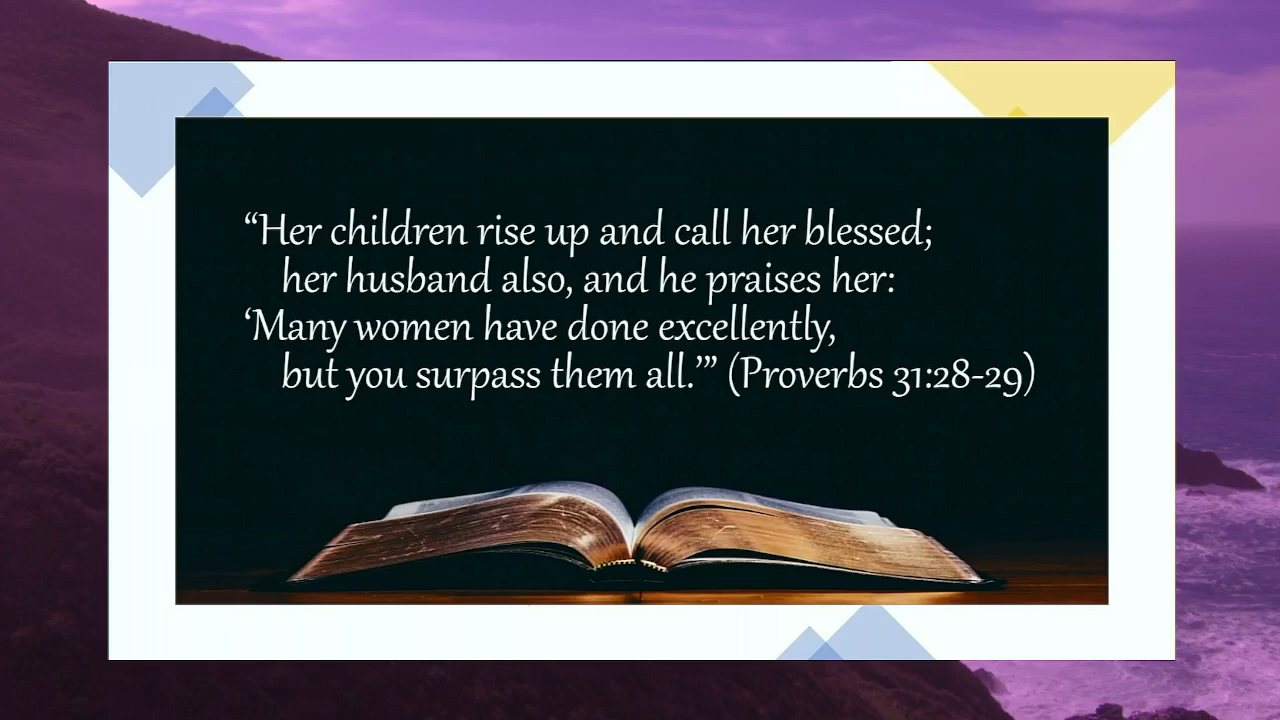 “Her children rise up and call her blessed;
her husband also, and he praises her:
‘Many women have done excellently,
but you surpass them all.’” (Proverbs 31:28-29)